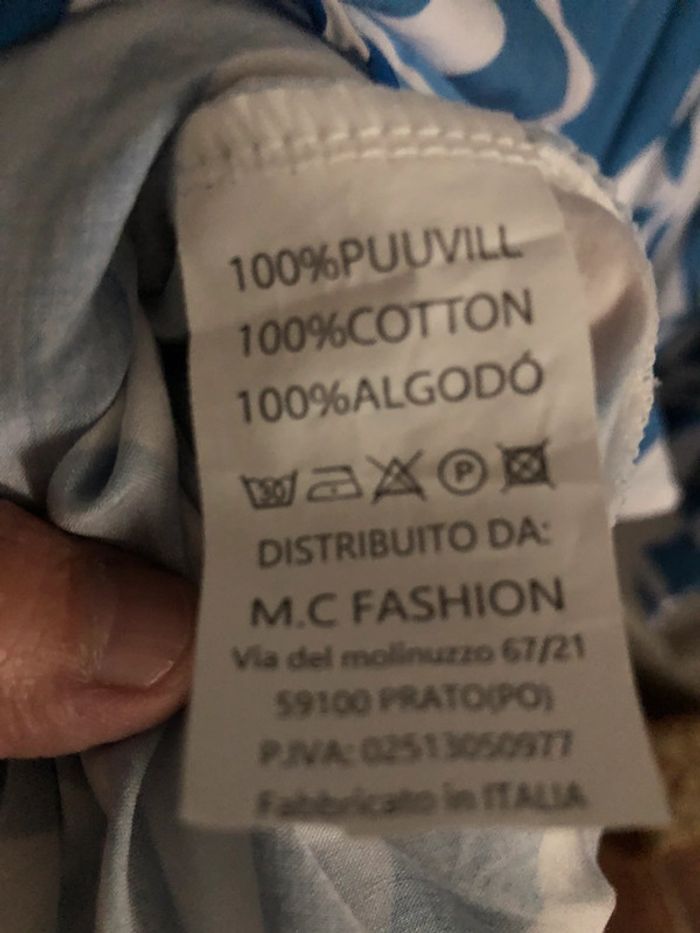 100%PUUVILL
100%COTTON
100%ALGODÓ
30 P
DISTRIBUITO DA:
M.C FASHION
Via del molinuzzo 67/21
59100 PRATO(PO)
P.IVA: 02513050977
Fabbricato in ITALIA